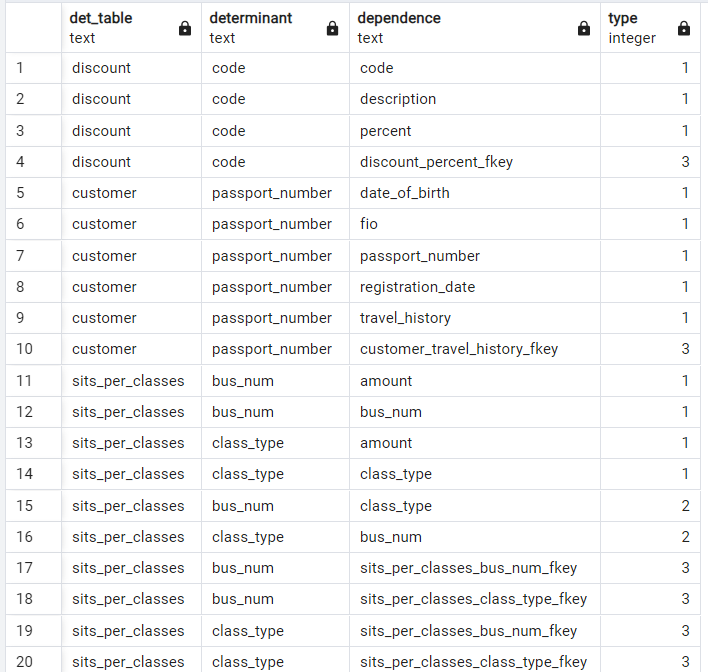 det_table determinant dependence type
text text text integer
1 discount code code 1
2 discount code description 1
3 discount code percent 1
4 discount code discount_percent_fkey 3
5 customer passport_number date_of_birth 1
6 customer passport_number fio 1
7 customer passport_number passport_number 1
8 customer passport_number registration_date 1
9 customer passport_number travel_history 1
10 customer passport_number customer_travel_history_fkey 3
11 sits_per_classes bus_num amount 1
12 sits_per_classes bus_num bus_num 1
13 sits_per_classes class_type amount 1
14 sits_per_classes class_type class_type 1
15 sits_per_classes bus_num class_type 2
16 sits_per_classes class_type bus_num 2
17 sits_per_classes bus_num sits_per_classes_bus_num_fkey 3
18 sits_per_classes bus_num sits_per_classes_class_type_fkey 3
19 sits_per_classes class_type sits_per_classes_bus_num_fkey 3
20 sits_per_classes class_type sits_per_classes_class_type_fkey 3